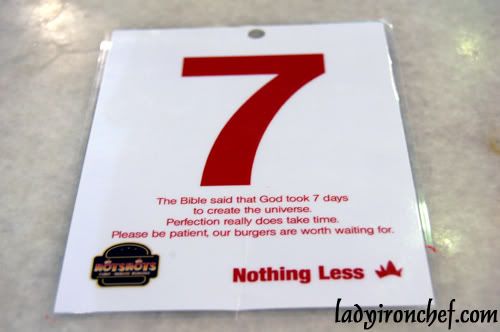 7
The Bible said that God took 7 days
to create the universe.
Perfection really does take time.
Please be patient, our burgers are worth waiting for.
HOTSHOTS
Nothing Less
ladyironchef.com